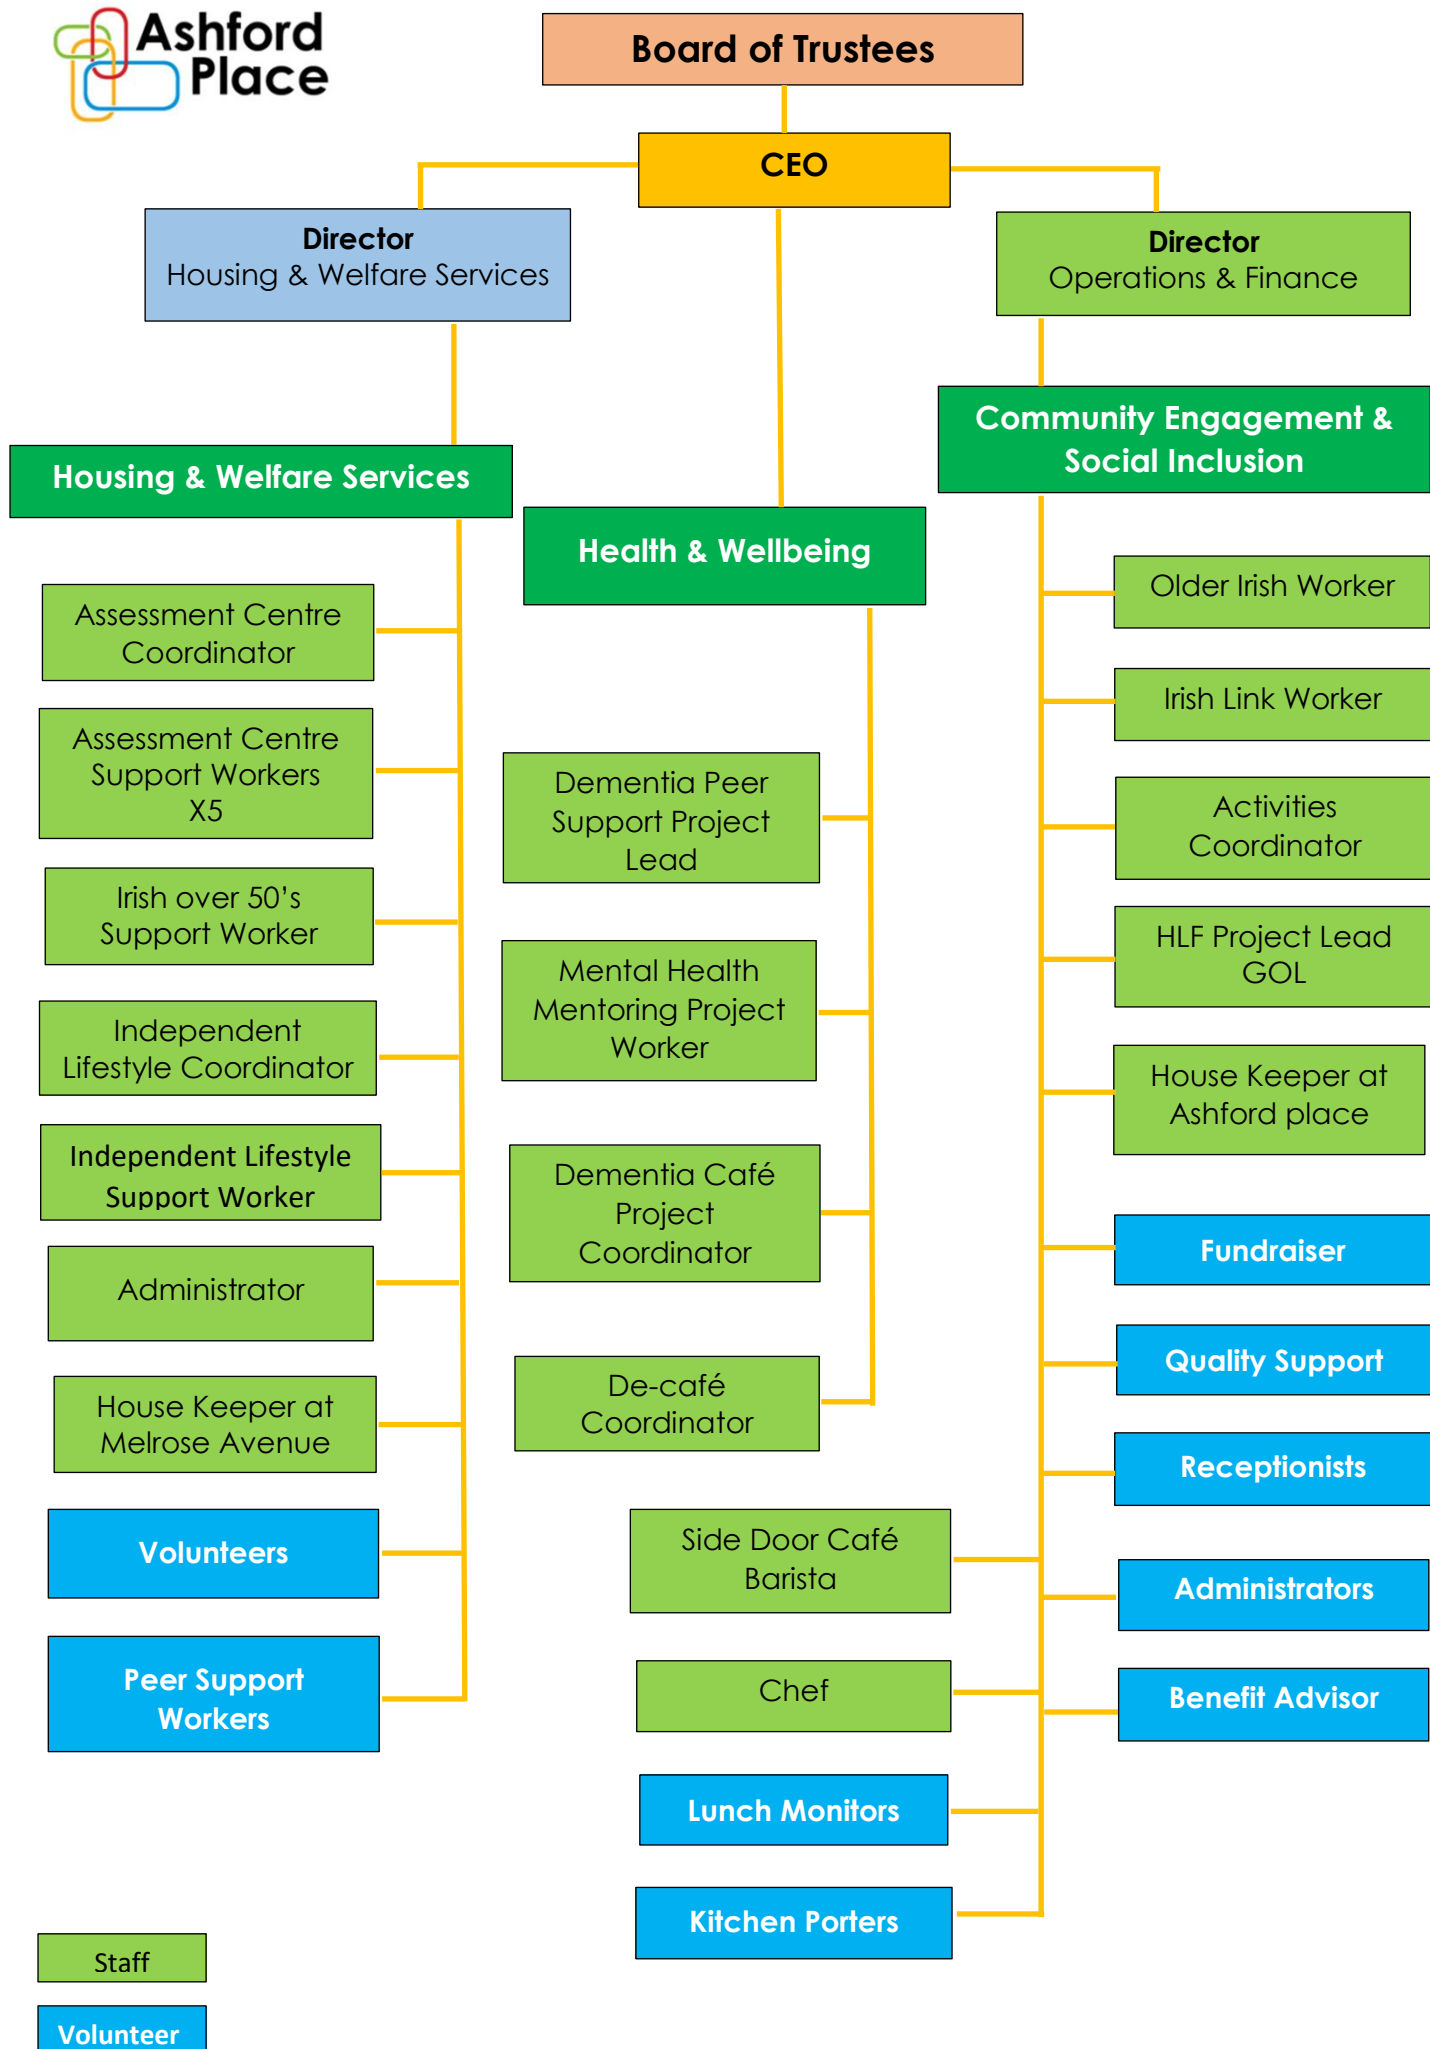 Ashford
Place
Board of Trustees
CEO
Director
Housing & Welfare Services
Director
Operations & Finance
Housing & Welfare Services
Assessment Centre
Coordinator
Assessment Centre
Support Workers
X5
Irish over 50’s
Support Worker
Independent
Lifestyle Coordinator
Independent Lifestyle
Support Worker
Administrator
House Keeper at
Melrose Avenue
Volunteers
Peer Support
Workers
Health & Wellbeing
Dementia Peer
Support Project
Lead
Mental Health
Mentoring Project
Worker
Dementia Café
Project
Coordinator
De-café
Coordinator
Community Engagement &
Social Inclusion
Older Irish Worker
Irish Link Worker
Activities
Coordinator
HLF Project Lead
GOL
House Keeper at
Ashford place
Fundraiser
Quality Support
Receptionists
Administrators
Benefit Advisor
Side Door Café
Barista
Chef
Lunch Monitors
Kitchen Porters
Staff
Volunteer